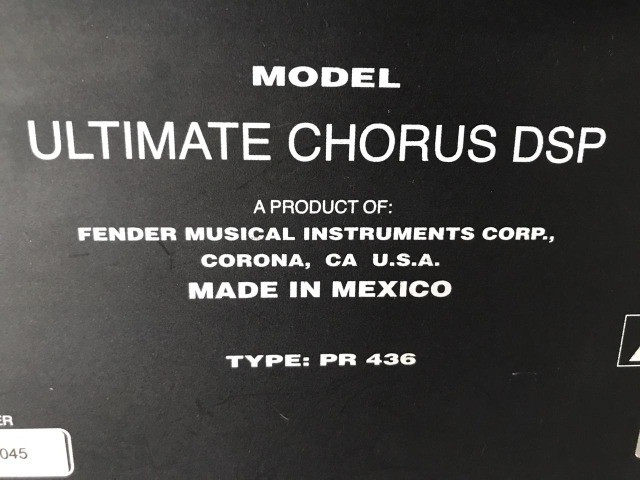 MODEL
ULTIMATE CHORUS DSP
A PRODUCT OF:
FENDER MUSICAL INSTRUMENTS CORP.,
CORONA, CA U.S.A.
MADE IN MEXICO
TYPE: PR 436
ER
045